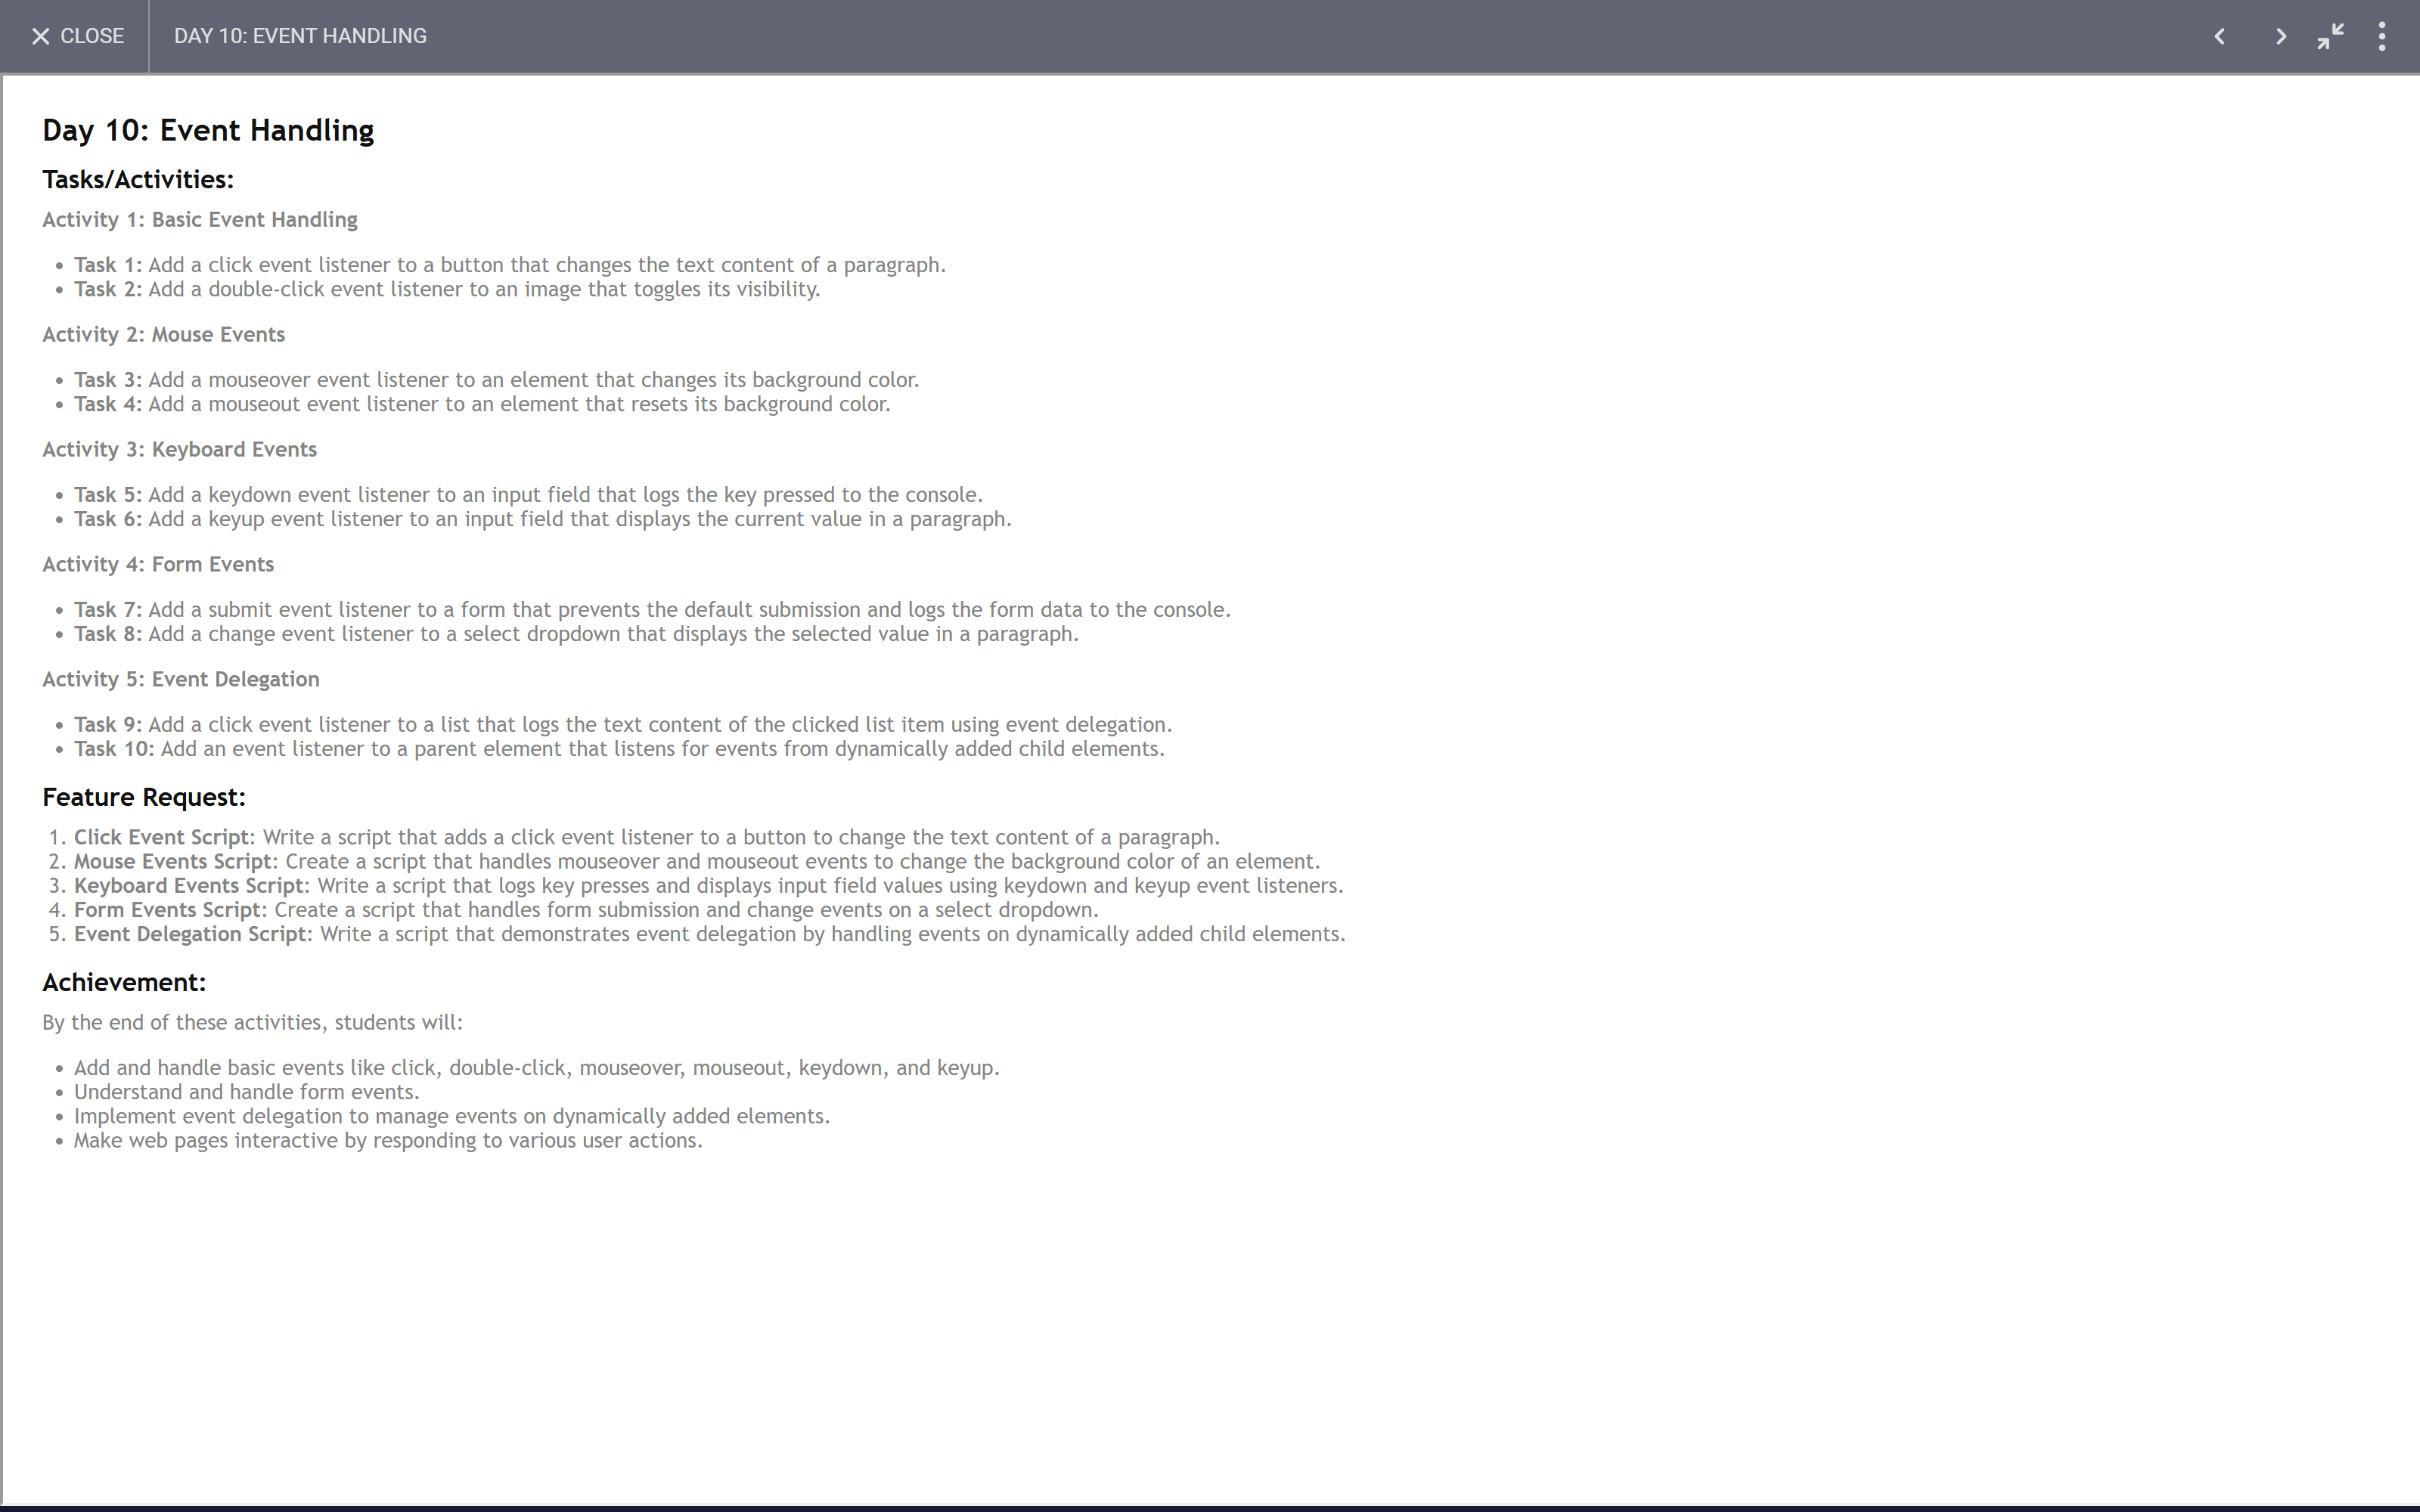 CLOSE
DAY 10: EVENT HANDLING
Day 10: Event Handling
Tasks/Activities:
Activity 1: Basic Event Handling
• Task 1: Add a click event listener to a button that changes the text content of a paragraph.
• Task 2: Add a double-click event listener to an image that toggles its visibility.
Activity 2: Mouse Events
• Task 3: Add a mouseover event listener to an element that changes its background color.
• Task 4: Add a mouseout event listener to an element that resets its background color.
Activity 3: Keyboard Events
• Task 5: Add a keydown event listener to an input field that logs the key pressed to the console.
• Task 6: Add a keyup event listener to an input field that displays the current value in a paragraph.
Activity 4: Form Events
• Task 7: Add a submit event listener to a form that prevents the default submission and logs the form data to the console.
• Task 8: Add a change event listener to a select dropdown that displays the selected value in a paragraph.
Activity 5: Event Delegation
• Task 9: Add a click event listener to a list that logs the text content of the clicked list item using event delegation.
• Task 10: Add an event listener to a parent element that listens for events from dynamically added child elements.
Feature Request:
1. Click Event Script: Write a script that adds a click event listener to a button to change the text content of a paragraph.
2. Mouse Events Script: Create a script that handles mouseover and mouseout events to change the background color of an element.
3. Keyboard Events Script: Write a script that logs key presses and displays input field values using keydown and keyup event listeners.
4. Form Events Script: Create a script that handles form submission and change events on a select dropdown.
5. Event Delegation Script: Write a script that demonstrates event delegation by handling events on dynamically added child elements.
Achievement:
By the end of these activities, students will:
• Add and handle basic events like click, double-click, mouseover, mouseout, keydown, and keyup.
• Understand and handle form events.
• Implement event delegation to manage events on dynamically added elements.
• Make web pages interactive by responding to various user actions.